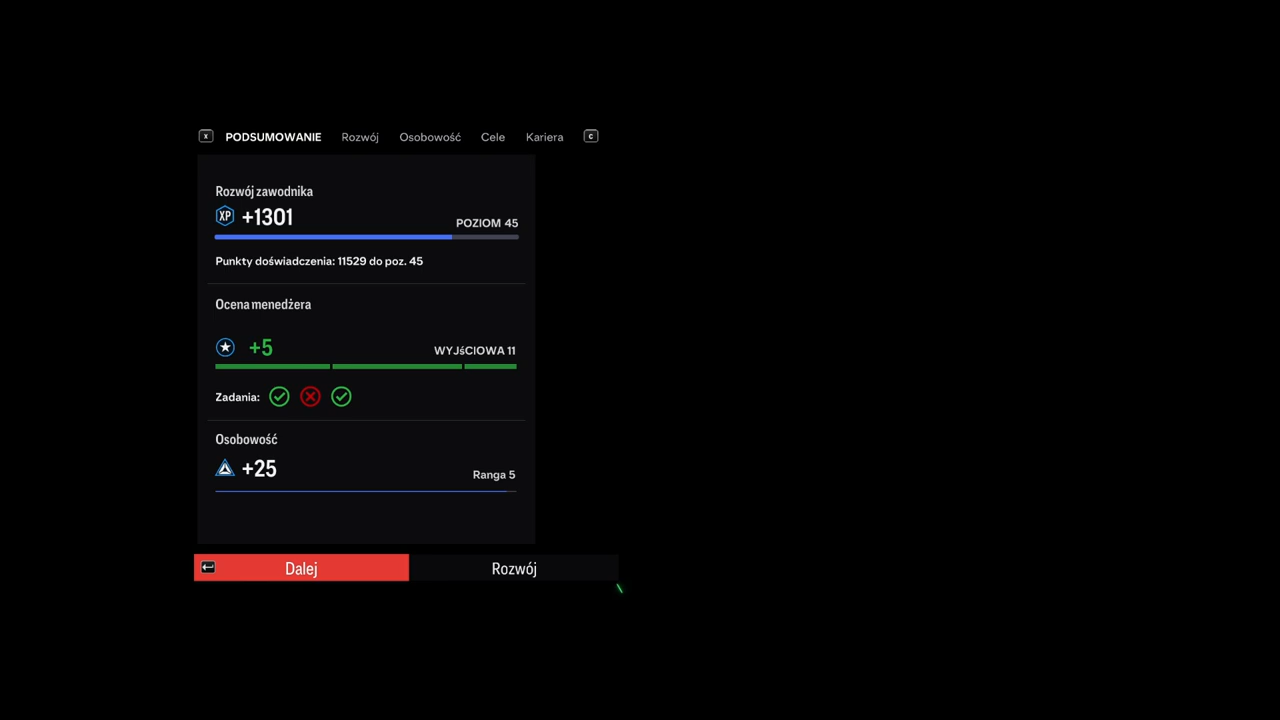 X PODSUMOWANIE Rozwój Osobowość Cele Kariera C
Rozwój zawodnika
XP +1301 POZIOM 45
Punkty doświadczenia: 11529 do poz. 45
Ocena menedżera
+5 WYJŚCIOWA 11
Zadania:
Osobowość
+25 Ranga 5
Dalej Rozwój